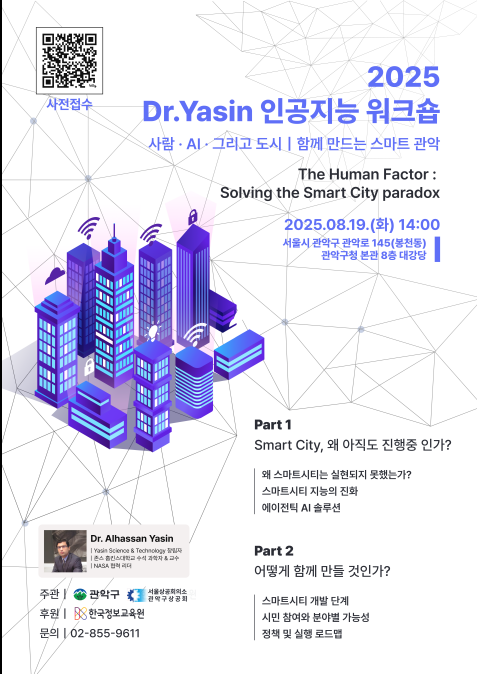 사전접수
2025
Dr.Yasin 인공지능 워크숍
사람 · AI · 그리고 도시 | 함께 만드는 스마트 관악
The Human Factor :
Solving the Smart City paradox
2025.08.19.(화) 14:00
서울시 관악구 관악로 145(봉천동)
관악구청 본관 8층 대강당
Part 1
Smart City, 왜 아직도 진행중 인가?
왜 스마트시티는 실현되지 못했는가?
스마트시티 지능의 진화
에이전틱 AI 솔루션
Part 2
어떻게 함께 만들 것인가?
스마트시티 개발 단계
시민 참여와 분야별 가능성
정책 및 실행 로드맵
Dr. Alhassan Yasin
| Yasin Science & Technology 창립자
| 존스 홉킨스대학교 수석 과학자 & 교수
| NASA 협력 리더
주관 | 관악구 서울상공회의소 관악구상공회
후원 | 한국정보교육원
문의 | 02-855-9611